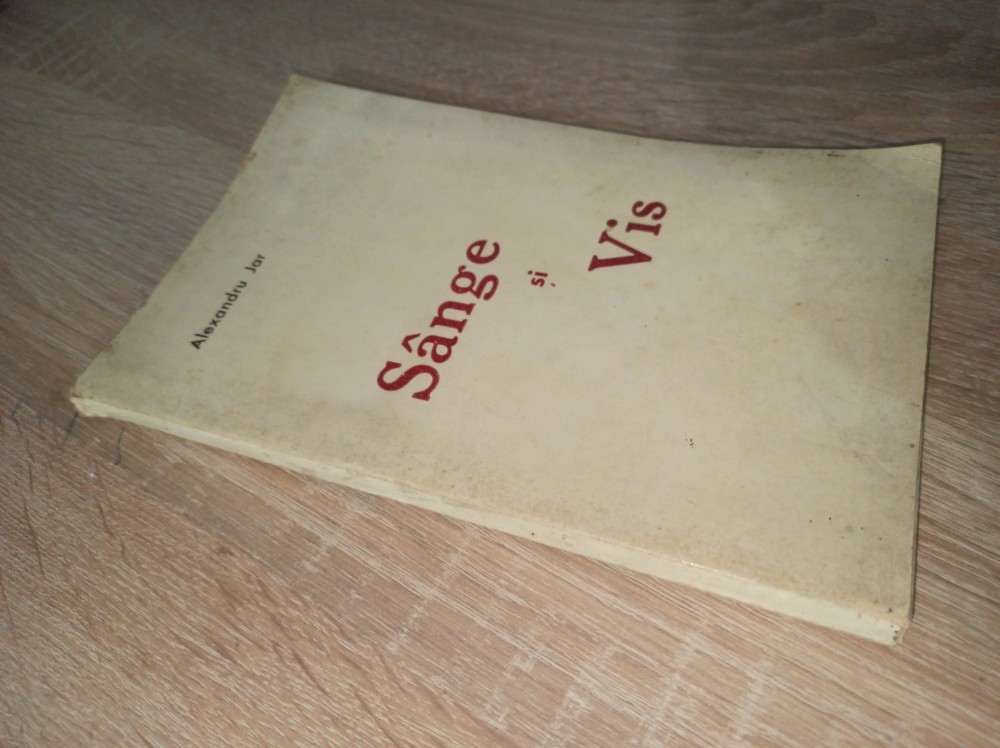 Alexandru Jar
Sânge
și
Vis